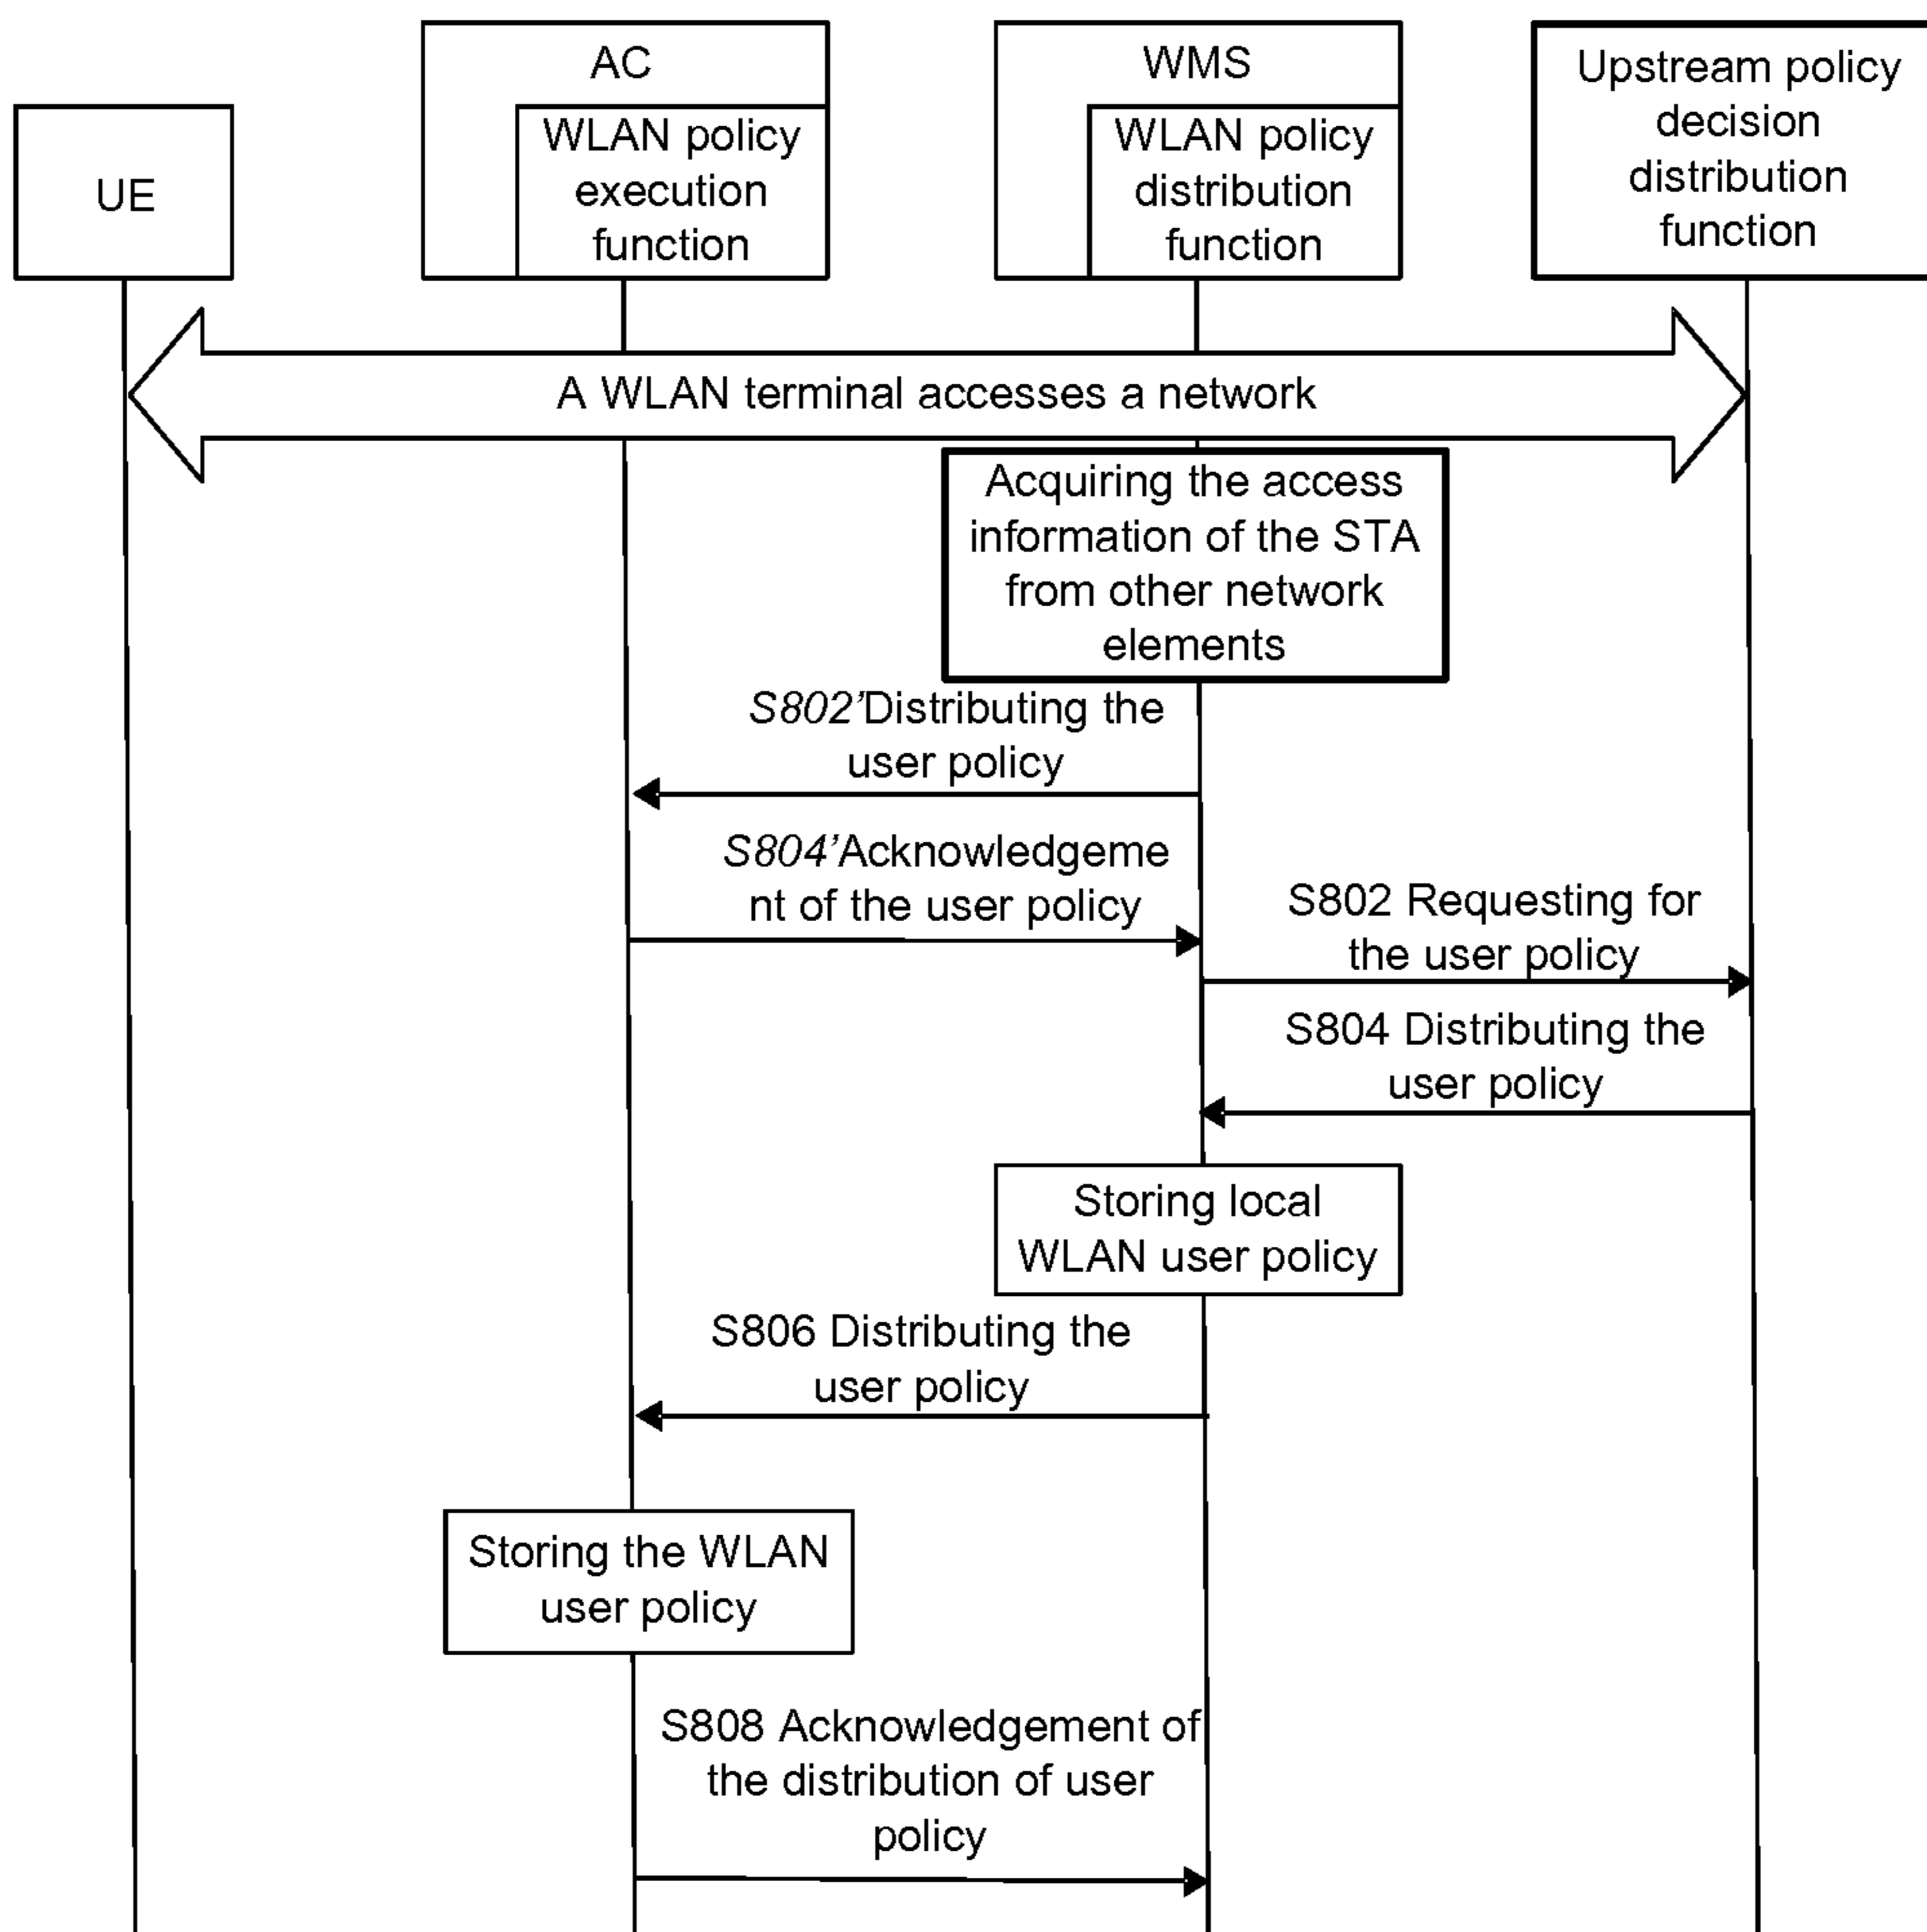 UE
AC
WLAN policy
execution
function
WMS
WLAN policy
distribution
function
Upstream policy
decision
distribution
function
A WLAN terminal accesses a network
Acquiring the access
information of the STA
from other network
elements
S802'Distributing the
user policy
S804'Acknowledgeme
nt of the user policy
S802 Requesting for
the user policy
S804 Distributing the
user policy
Storing local
WLAN user policy
S806 Distributing the
user policy
Storing the WLAN
user policy
S808 Acknowledgement of
the distribution of user
policy